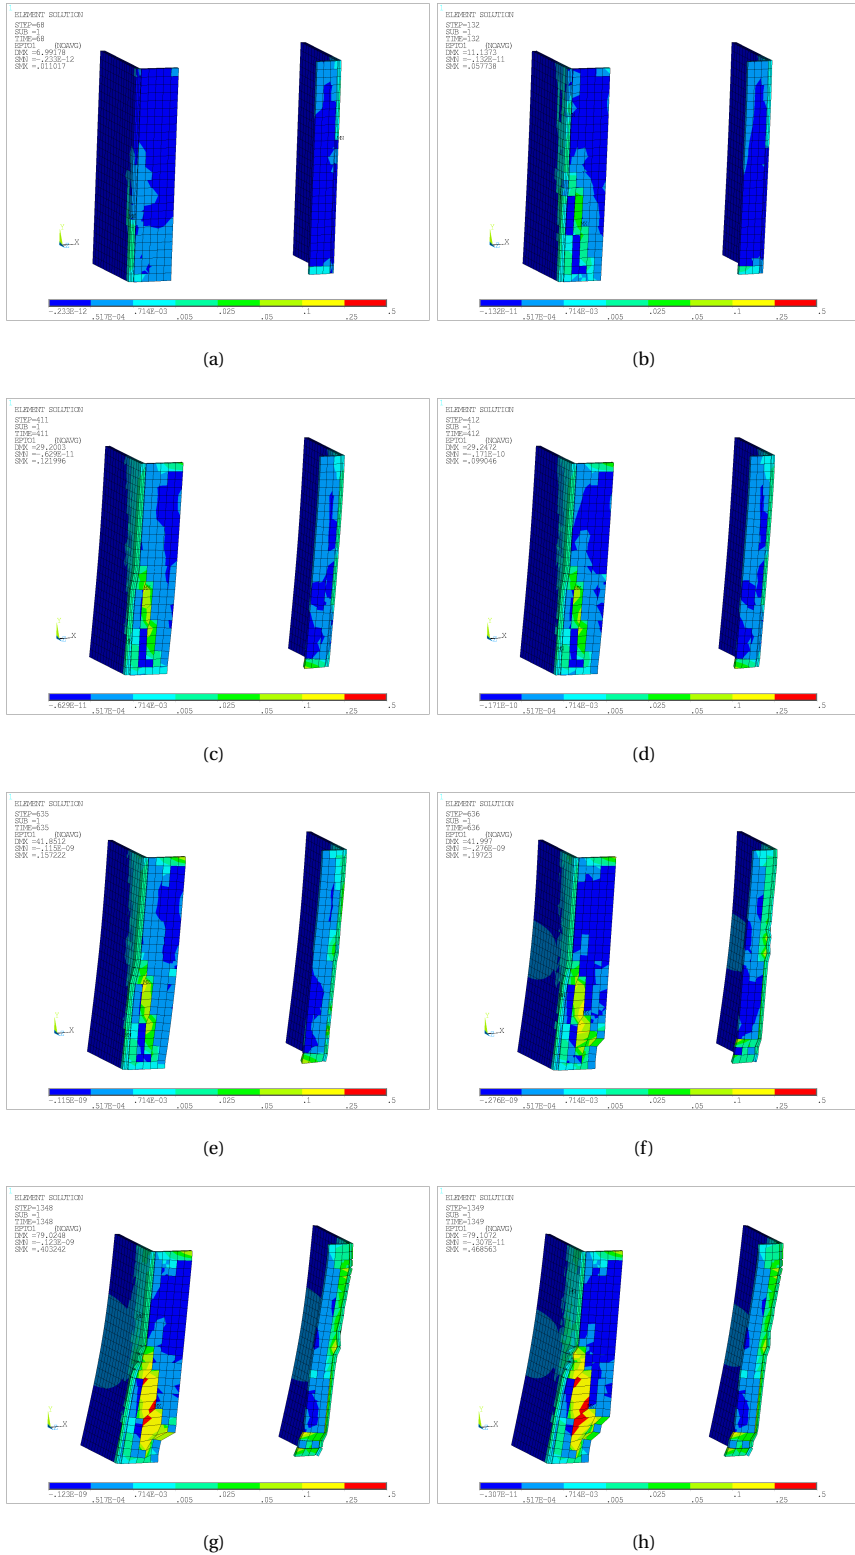 1
ELEMENT SOLUTION
STEP=68
SUB =1
TIME=68
EPTO1 (NOAVG)
DMX =6.99178
SMN =-.233E-12
SMX =.011017
MX
Y
Z X
-.233E-12 .714E-03 .025 .1 .5
.517E-04 .005 .05 .25
(a)
1
ELEMENT SOLUTION
STEP=132
SUB =1
TIME=132
EPTO1 (NOAVG)
DMX =11.1373
SMN =-.132E-11
SMX =.057738
Y
Z X
-.132E-11 .714E-03 .025 .1 .5
.517E-04 .005 .05 .25
(b)
1
ELEMENT SOLUTION
STEP=411
SUB =1
TIME=411
EPTO1 (NOAVG)
DMX =29.2003
SMN =-.629E-11
SMX =.121996
Y
Z X
-.629E-11 .714E-03 .025 .1 .5
.517E-04 .005 .05 .25
(c)
1
ELEMENT SOLUTION
STEP=412
SUB =1
TIME=412
EPTO1 (NOAVG)
DMX =29.2472
SMN =-.171E-10
SMX =.099046
Y
Z X
-.171E-10 .714E-03 .025 .1 .5
.517E-04 .005 .05 .25
(d)
1
ELEMENT SOLUTION
STEP=635
SUB =1
TIME=635
EPTO1 (NOAVG)
DMX =41.8512
SMN =-.115E-09
SMX =.157222
Y
Z X
-.115E-09 .714E-03 .025 .1 .5
.517E-04 .005 .05 .25
(e)
1
ELEMENT SOLUTION
STEP=636
SUB =1
TIME=636
EPTO1 (NOAVG)
DMX =41.997
SMN =-.276E-09
SMX =.19723
Y
Z X
-.276E-09 .714E-03 .025 .1 .5
.517E-04 .005 .05 .25
(f)
1
ELEMENT SOLUTION
STEP=1348
SUB =1
TIME=1348
EPTO1 (NOAVG)
DMX =79.0248
SMN =-.123E-09
SMX =.403242
Y
Z X
-.123E-09 .714E-03 .025 .1 .5
.517E-04 .005 .05 .25
(g)
1
ELEMENT SOLUTION
STEP=1349
SUB =1
TIME=1349
EPTO1 (NOAVG)
DMX =79.1072
SMN =-.307E-11
SMX =.468563
Y
Z X
-.307E-11 .714E-03 .025 .1 .5
.517E-04 .005 .05 .25
(h)